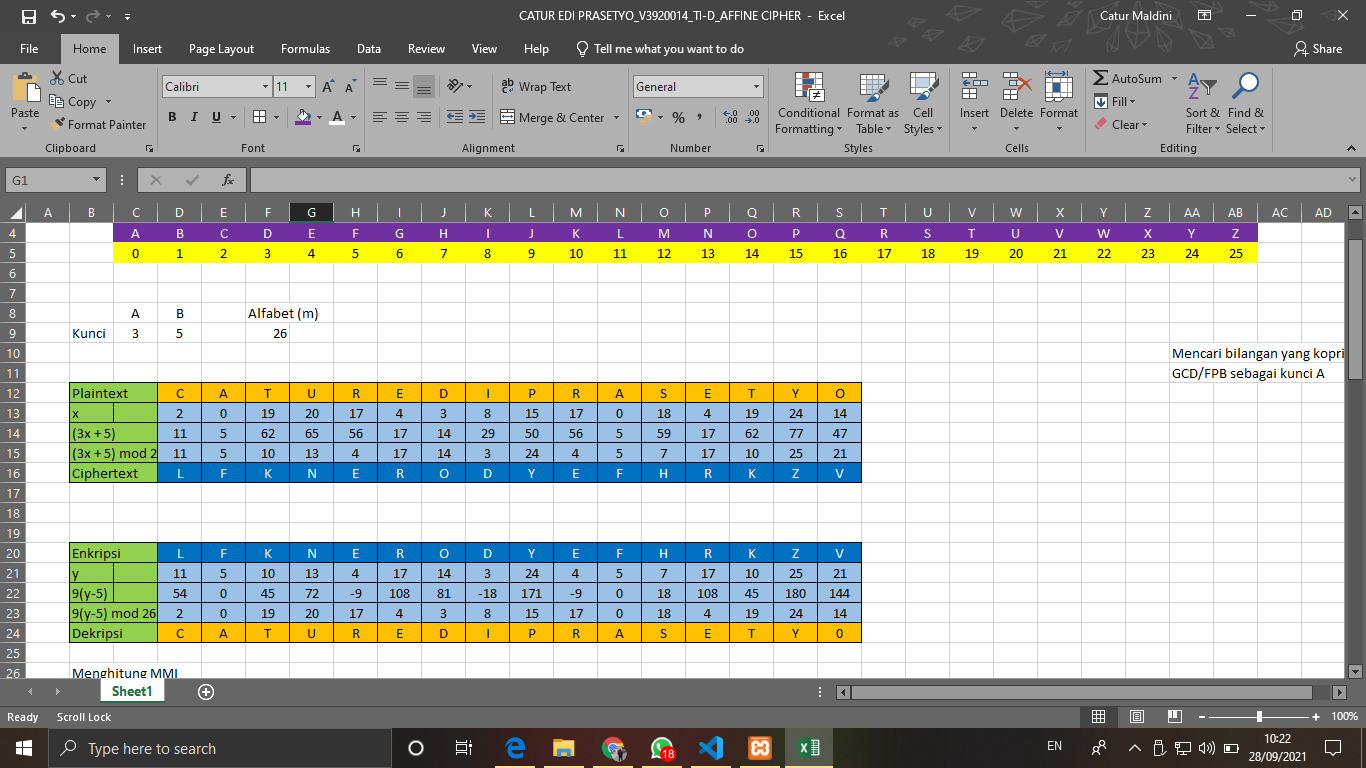 CATUR EDI PRASETYO_V3920014_TI-D_AFFINE CIPHER - Excel
Catur Maldini
File Home Insert Page Layout Formulas Data Review View Help Tell me what you want to do Share
Paste Cut Copy Format Painter
Calibri 11
B I U
Wrap Text
Merge & Center
General
Conditional Formatting Format as Table Cell Styles
Insert Delete Format
AutoSum Fill Clear
Sort & Filter Find & Select
Clipboard Font Alignment Number Styles Cells Editing
G1 fx
A B C D E F G H I J K L M N O P Q R S T U V W X Y Z AA AB AC AD
4 A B C D E F G H I J K L M N O P Q R S T U V W X Y Z
5 0 1 2 3 4 5 6 7 8 9 10 11 12 13 14 15 16 17 18 19 20 21 22 23 24 25
6
7
8 A B Alfabet (m)
9 Kunci 3 5 26
10 Mencari bilangan yang kopri
11 GCD/FPB sebagai kunci A
12 Plaintext C A T U R E D I P R A S E T Y O
13 x 2 0 19 20 17 4 3 8 15 17 0 18 4 19 24 14
14 (3x + 5) 11 5 62 65 56 17 14 29 50 56 5 59 17 62 77 47
15 (3x + 5) mod 2 11 5 10 13 4 17 14 3 24 4 5 7 17 10 25 21
16 Ciphertext L F K N E R O D Y E F H R K Z V
17
18
19
20 Enkripsi L F K N E R O D Y E F H R K Z V
21 y 11 5 10 13 4 17 14 3 24 4 5 7 17 10 25 21
22 9(y-5) 54 0 45 72 -9 108 81 -18 171 -9 0 18 108 45 180 144
23 9(y-5) mod 26 2 0 19 20 17 4 3 8 15 17 0 18 4 19 24 14
24 Dekripsi C A T U R E D I P R A S E T Y 0
25
26 Menghitung MMI
Sheet1
Ready Scroll Lock 100%
Type here to search
18
EN
10:22
28/09/2021